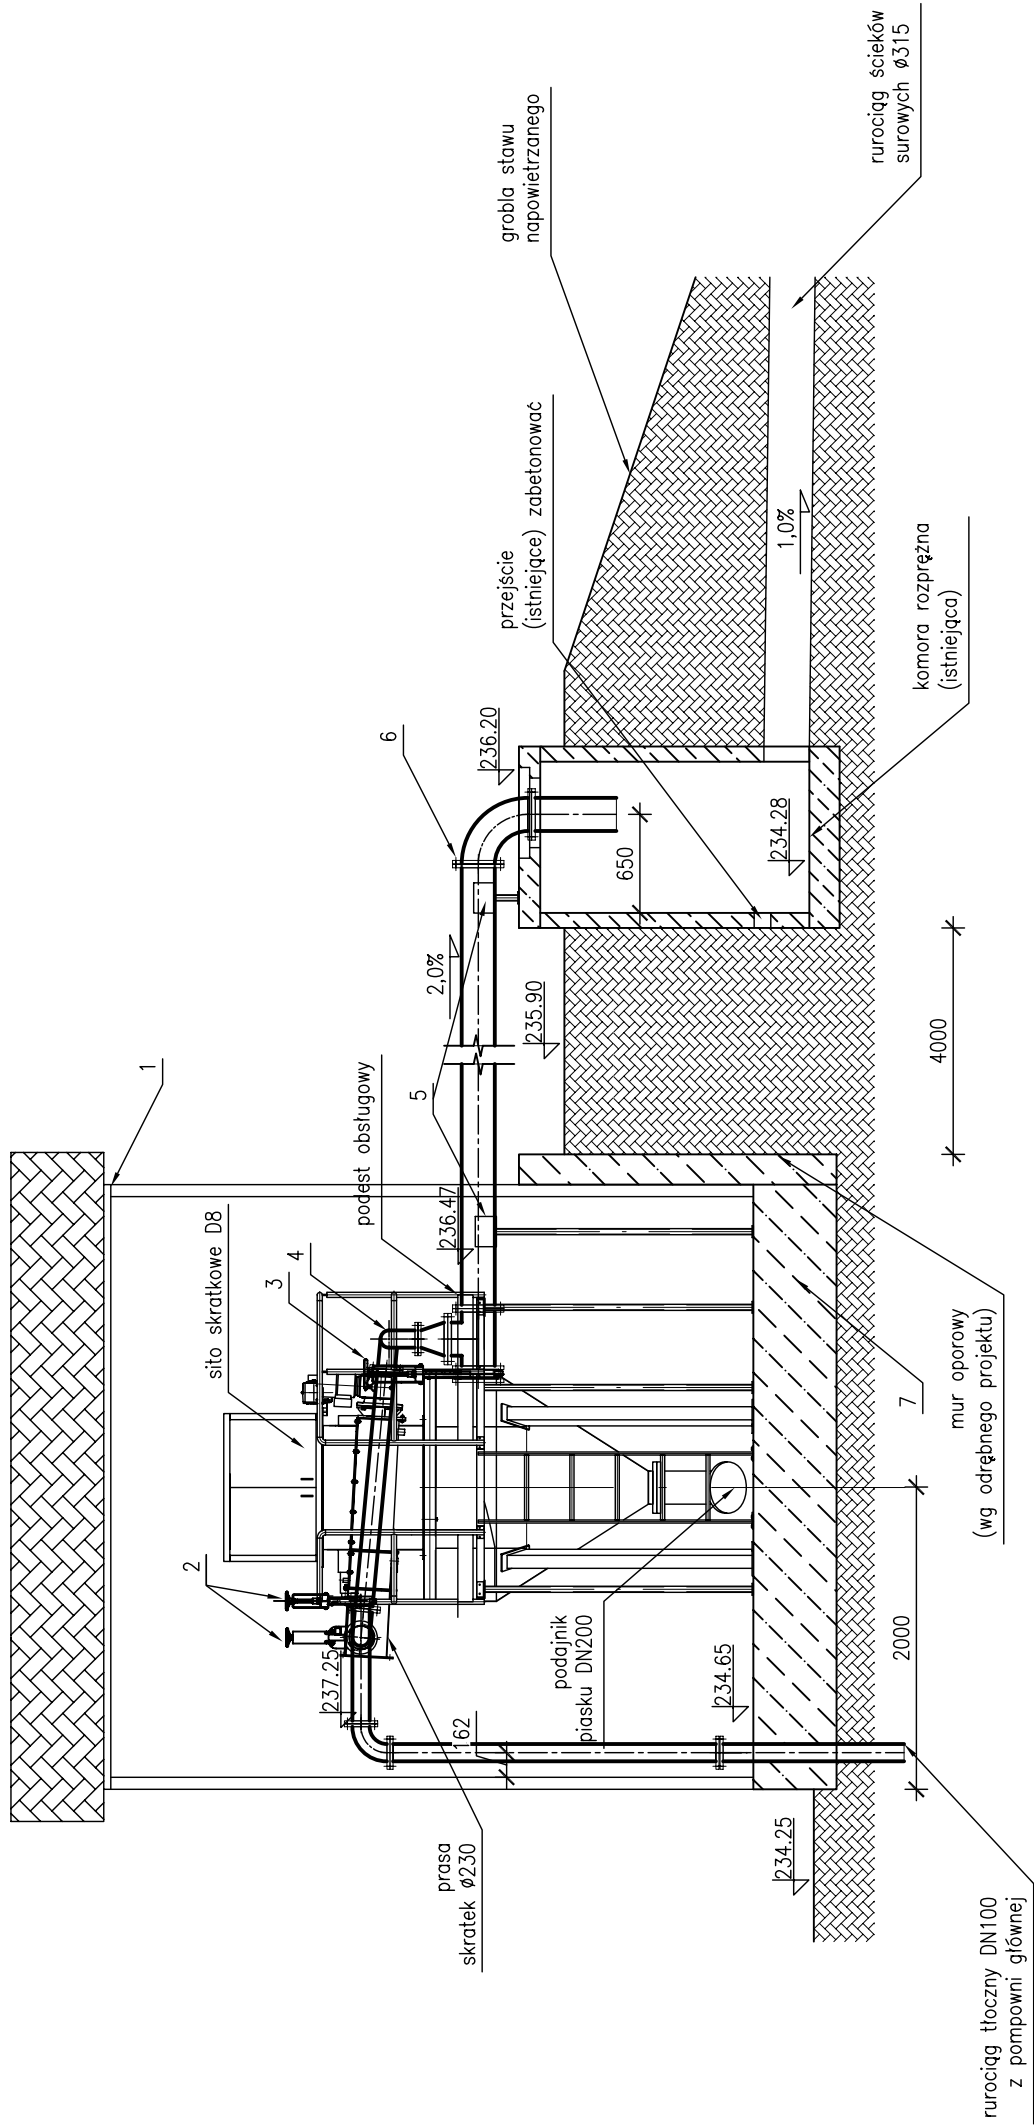 1
sito skratkowe D8
2
3
4
podest obsługowy
5
6
237.25
prasa
skratek ø230
236.47
2,0%
236.20
grobla stawu
napowietrzanego
162
podajnik
piasku DN200
235.90
przejście
(istniejące) zabetonować
650
234.65
234.25
234.28
1,0%
rurociąg ścieków
surowych ø315
2000
7
4000
mur oporowy
(wg odrębnego projektu)
komora rozprężna
(istniejąca)
rurociąg tłoczny DN100
z pompowni głównej